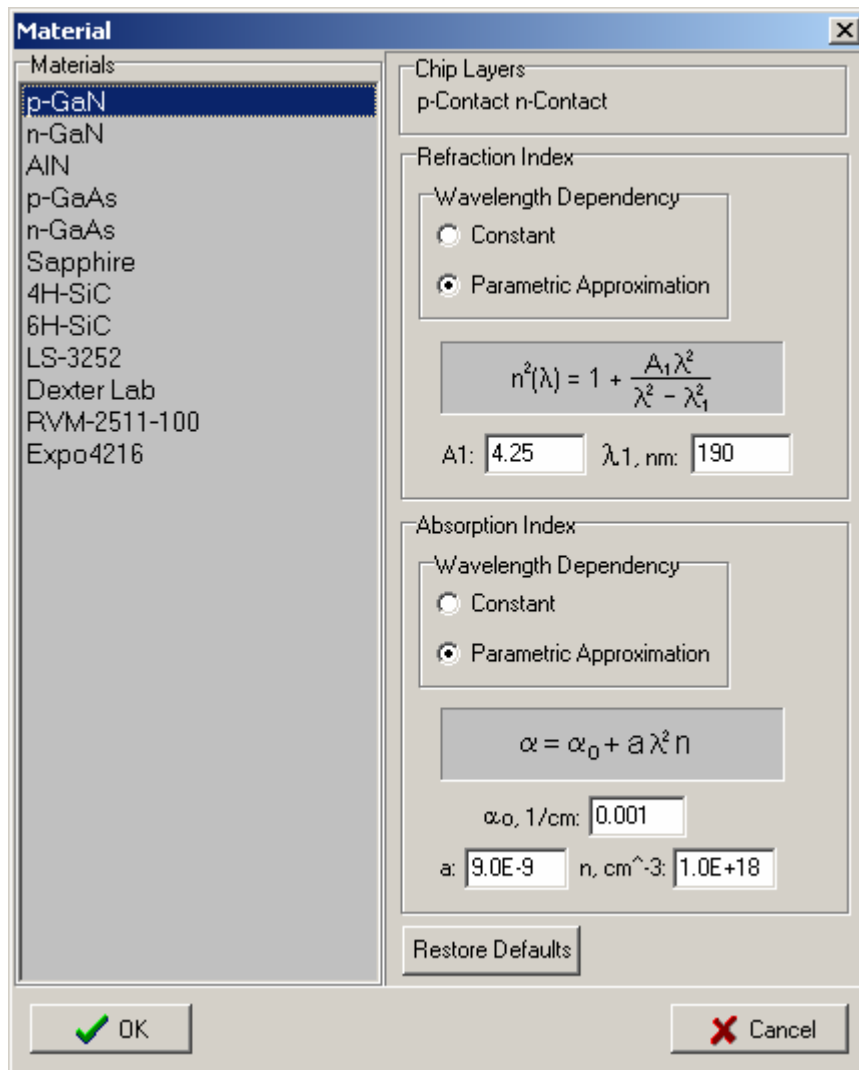 Material
Materials
p-GaN
n-GaN
AlN
p-GaAs
n-GaAs
Sapphire
4H-SiC
6H-SiC
LS-3252
Dexter Lab
RVM-2511-100
Expo4216
Chip Layers
p-Contact n-Contact
Refraction Index
Wavelength Dependency
Constant
Parametric Approximation
n²(λ) = 1 + A₁λ² / (λ² − λ₁²)
A1: 4.25 λ1, nm: 190
Absorption Index
Wavelength Dependency
Constant
Parametric Approximation
α = α₀ + aλ²n
αo, 1/cm: 0.001
a: 9.0E-9 n, cm^-3: 1.0E+18
Restore Defaults
OK Cancel